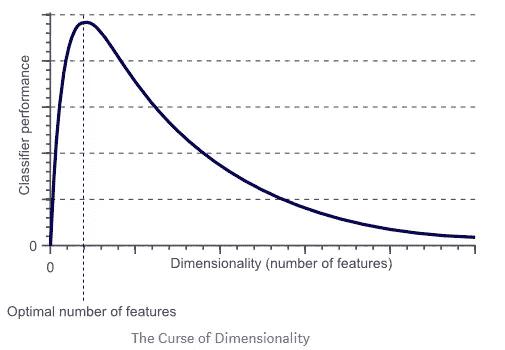 Classifier performance
0
0
Dimensionality (number of features)
Optimal number of features
The Curse of Dimensionality